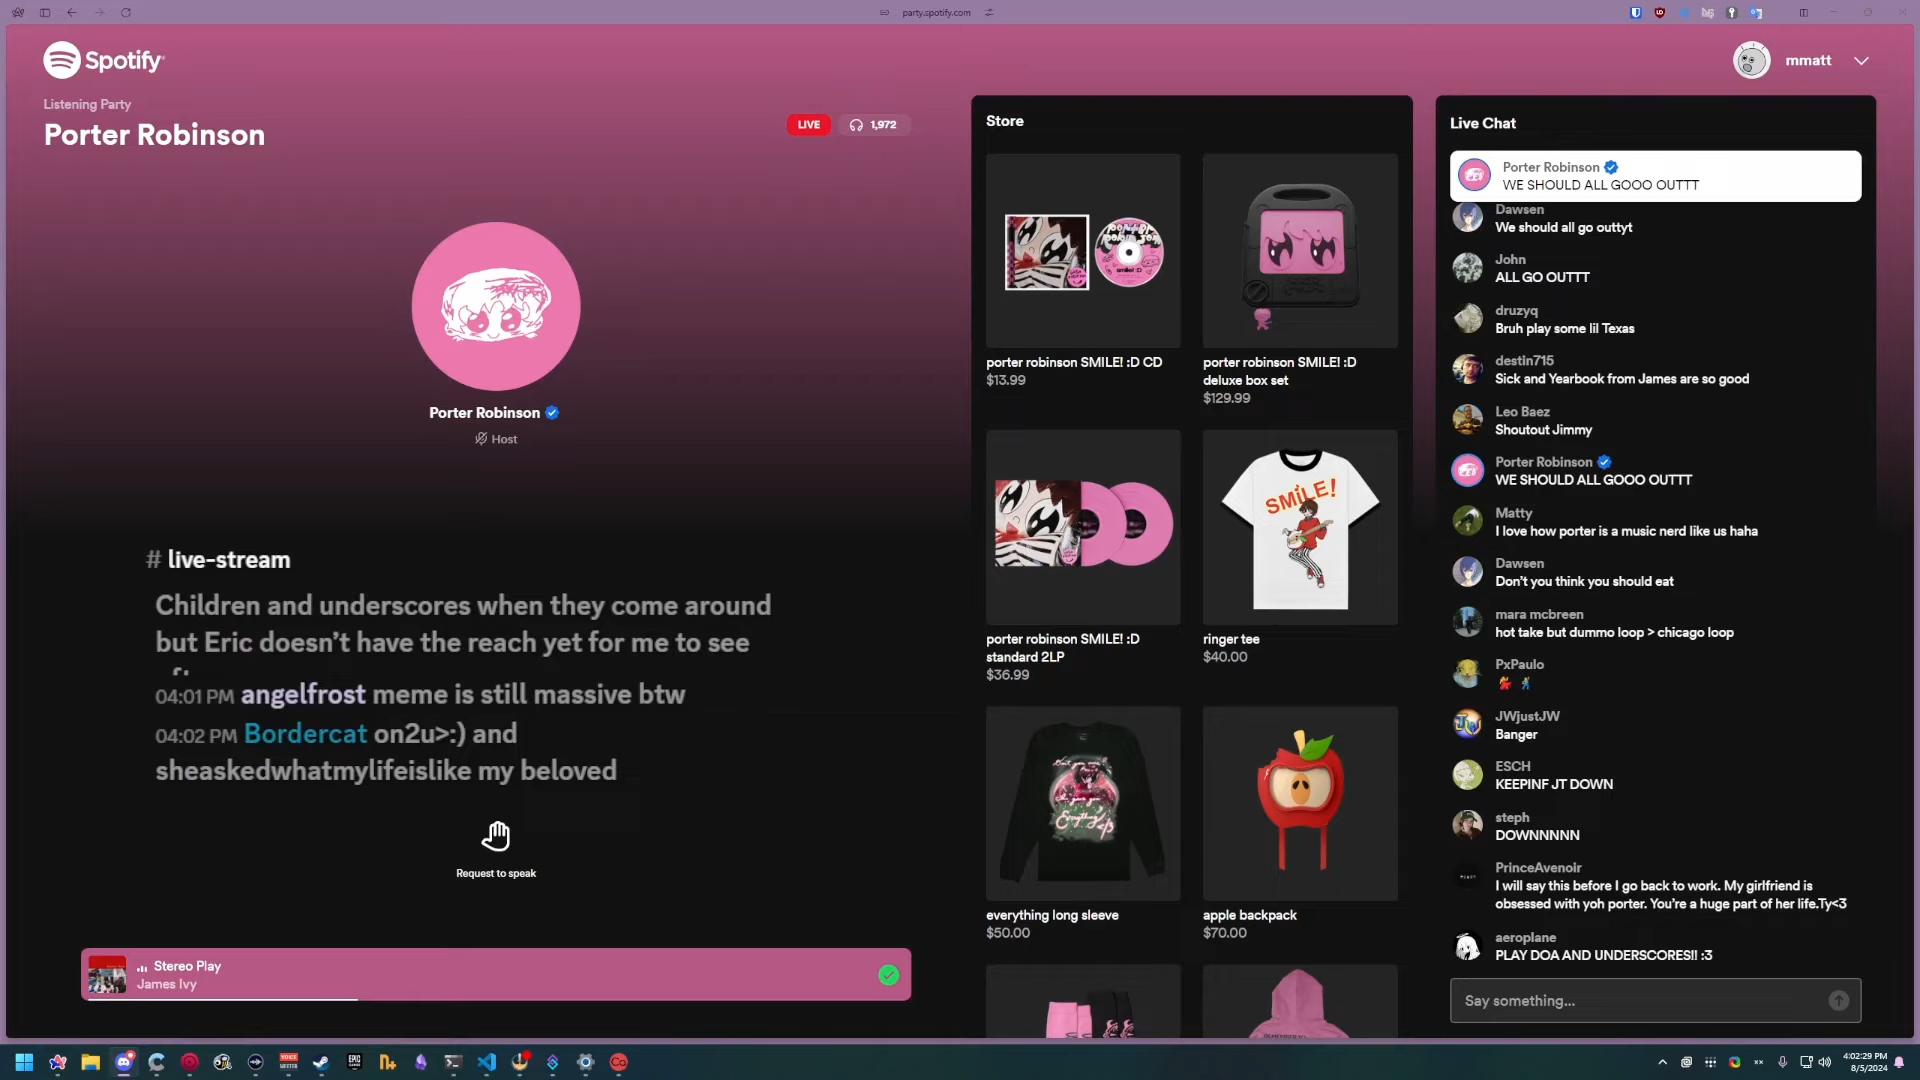 party.spotify.com
Spotify
mmatt
Listening Party
Porter Robinson
LIVE
1,972
Porter Robinson
Host
# live-stream
Children and underscores when they come around
but Eric doesn't have the reach yet for me to see
04:01 PM angelfrost meme is still massive btw
04:02 PM Bordercat on2u>:) and
sheaskedwhatmylifeislike my beloved
Request to speak
Stereo Play
James Ivy
Store
porter robinson SMILE! :D CD
$13.99
porter robinson SMILE! :D
deluxe box set
$129.99
porter robinson SMILE! :D
standard 2LP
$36.99
SMiLE!
ringer tee
$40.00
everything long sleeve
$50.00
apple backpack
$70.00
Live Chat
Porter Robinson
WE SHOULD ALL GOOO OUTTT
Dawsen
We should all go outtyt
John
ALL GO OUTTT
druzyq
Bruh play some lil Texas
destin715
Sick and Yearbook from James are so good
Leo Baez
Shoutout Jimmy
Porter Robinson
WE SHOULD ALL GOOO OUTTT
Matty
I love how porter is a music nerd like us haha
Dawsen
Don't you think you should eat
mara mcbreen
hot take but dummo loop > chicago loop
PxPaulo
💃 🕺
JWjustJW
Banger
ESCH
KEEPINF JT DOWN
steph
DOWNNNNN
PrinceAvenoir
I will say this before I go back to work. My girlfriend is
obsessed with yoh porter. You're a huge part of her life.Ty<3
aeroplane
PLAY DOA AND UNDERSCORES!! :3
Say something...
4:02:29 PM
8/5/2024